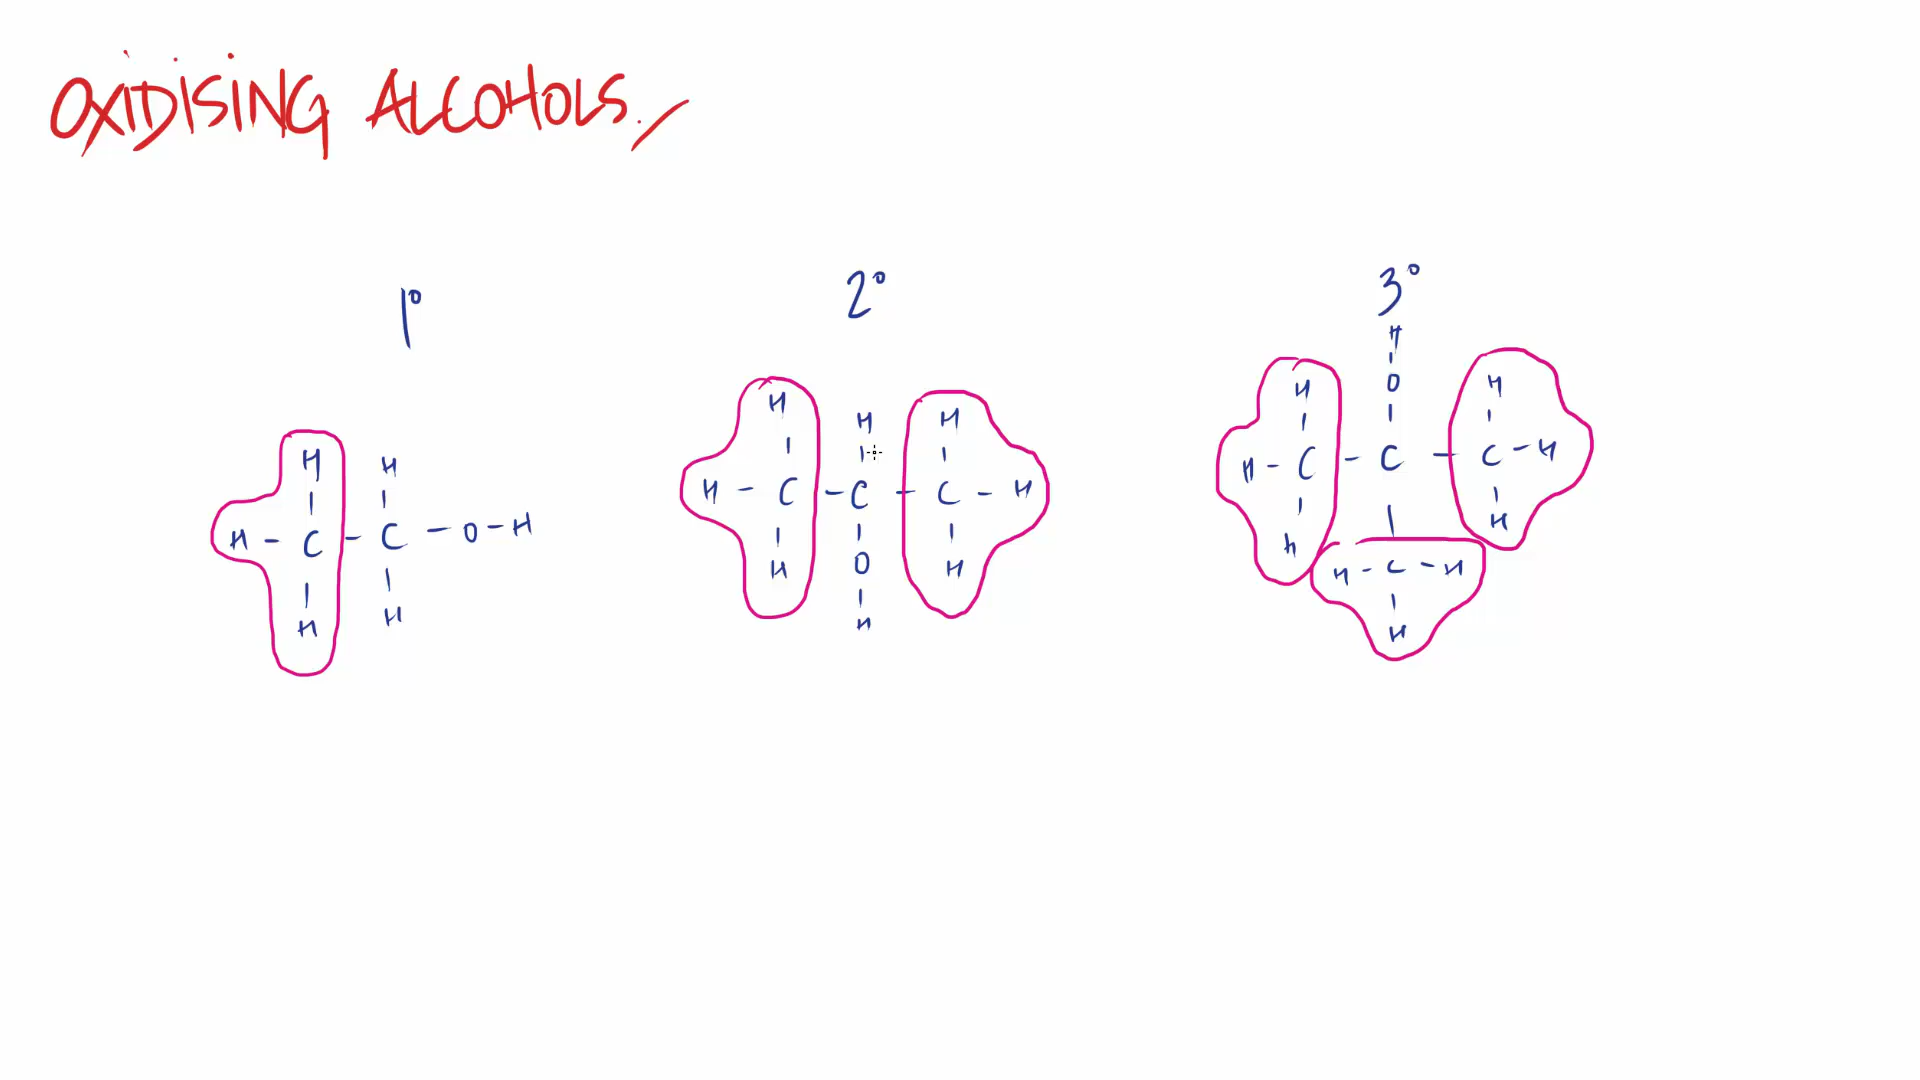 OXIDISING ALCOHOLS.
1° 2° 3°
H
O
H H H H H H
H - C - C - C - H H - C - C - C - H
H H H
H - C - C - O - H
H O H h H
H - C - H
H H H H